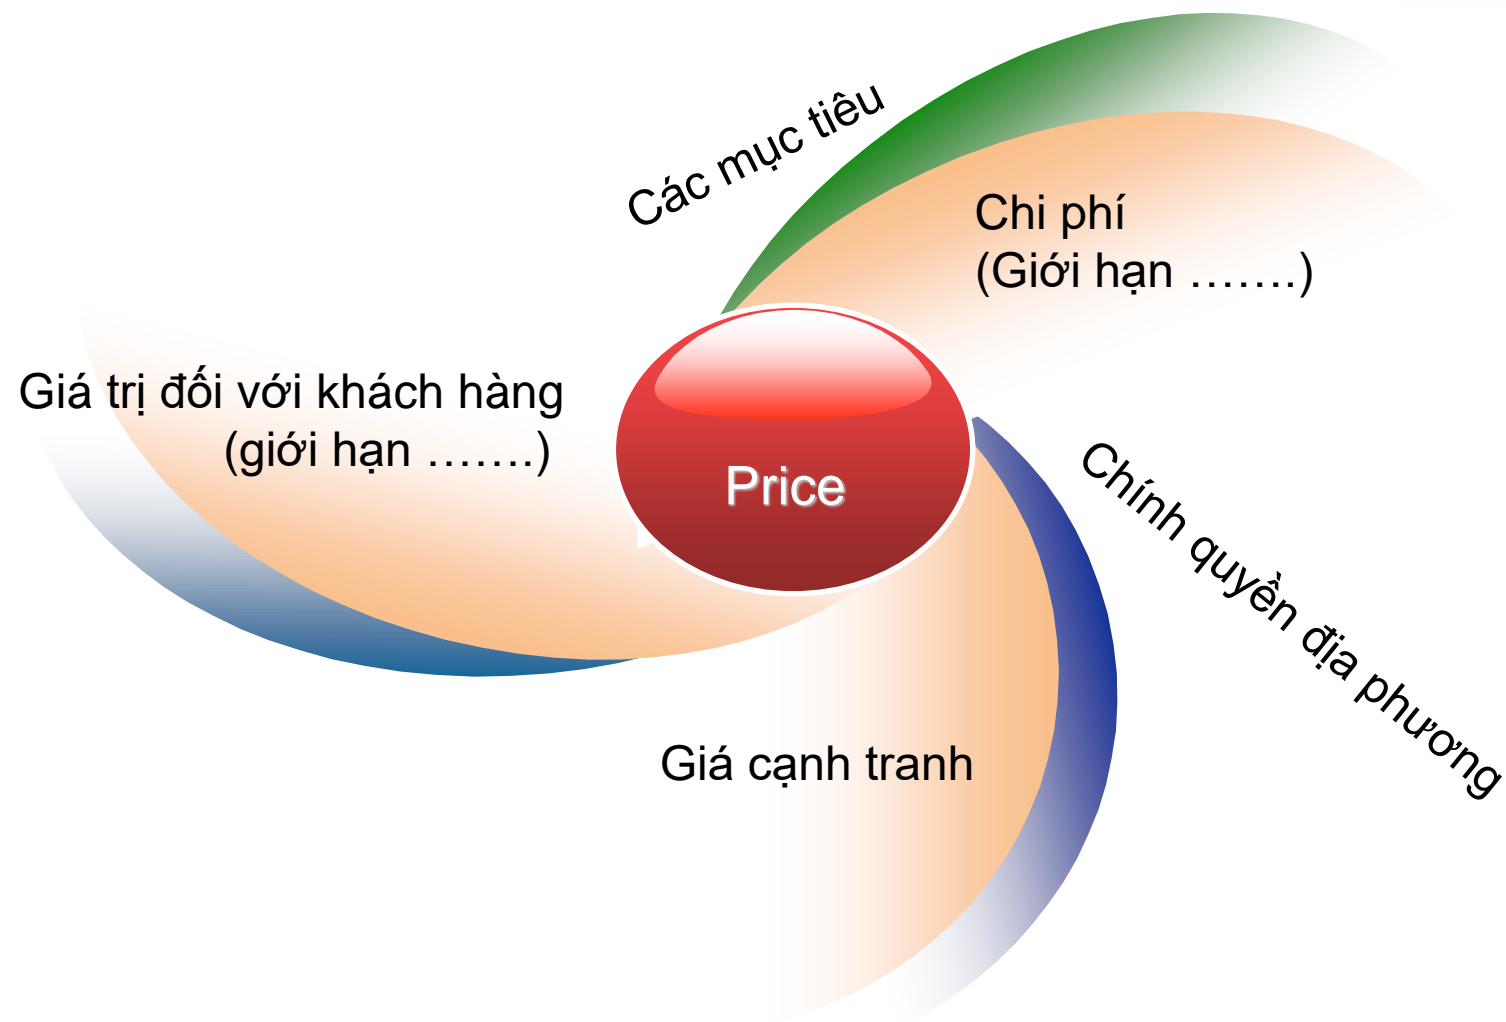 Các mục tiêu
Chi phí
(Giới hạn …….)
Giá trị đối với khách hàng
(giới hạn …….)
Price
Chính quyền địa phương
Giá cạnh tranh